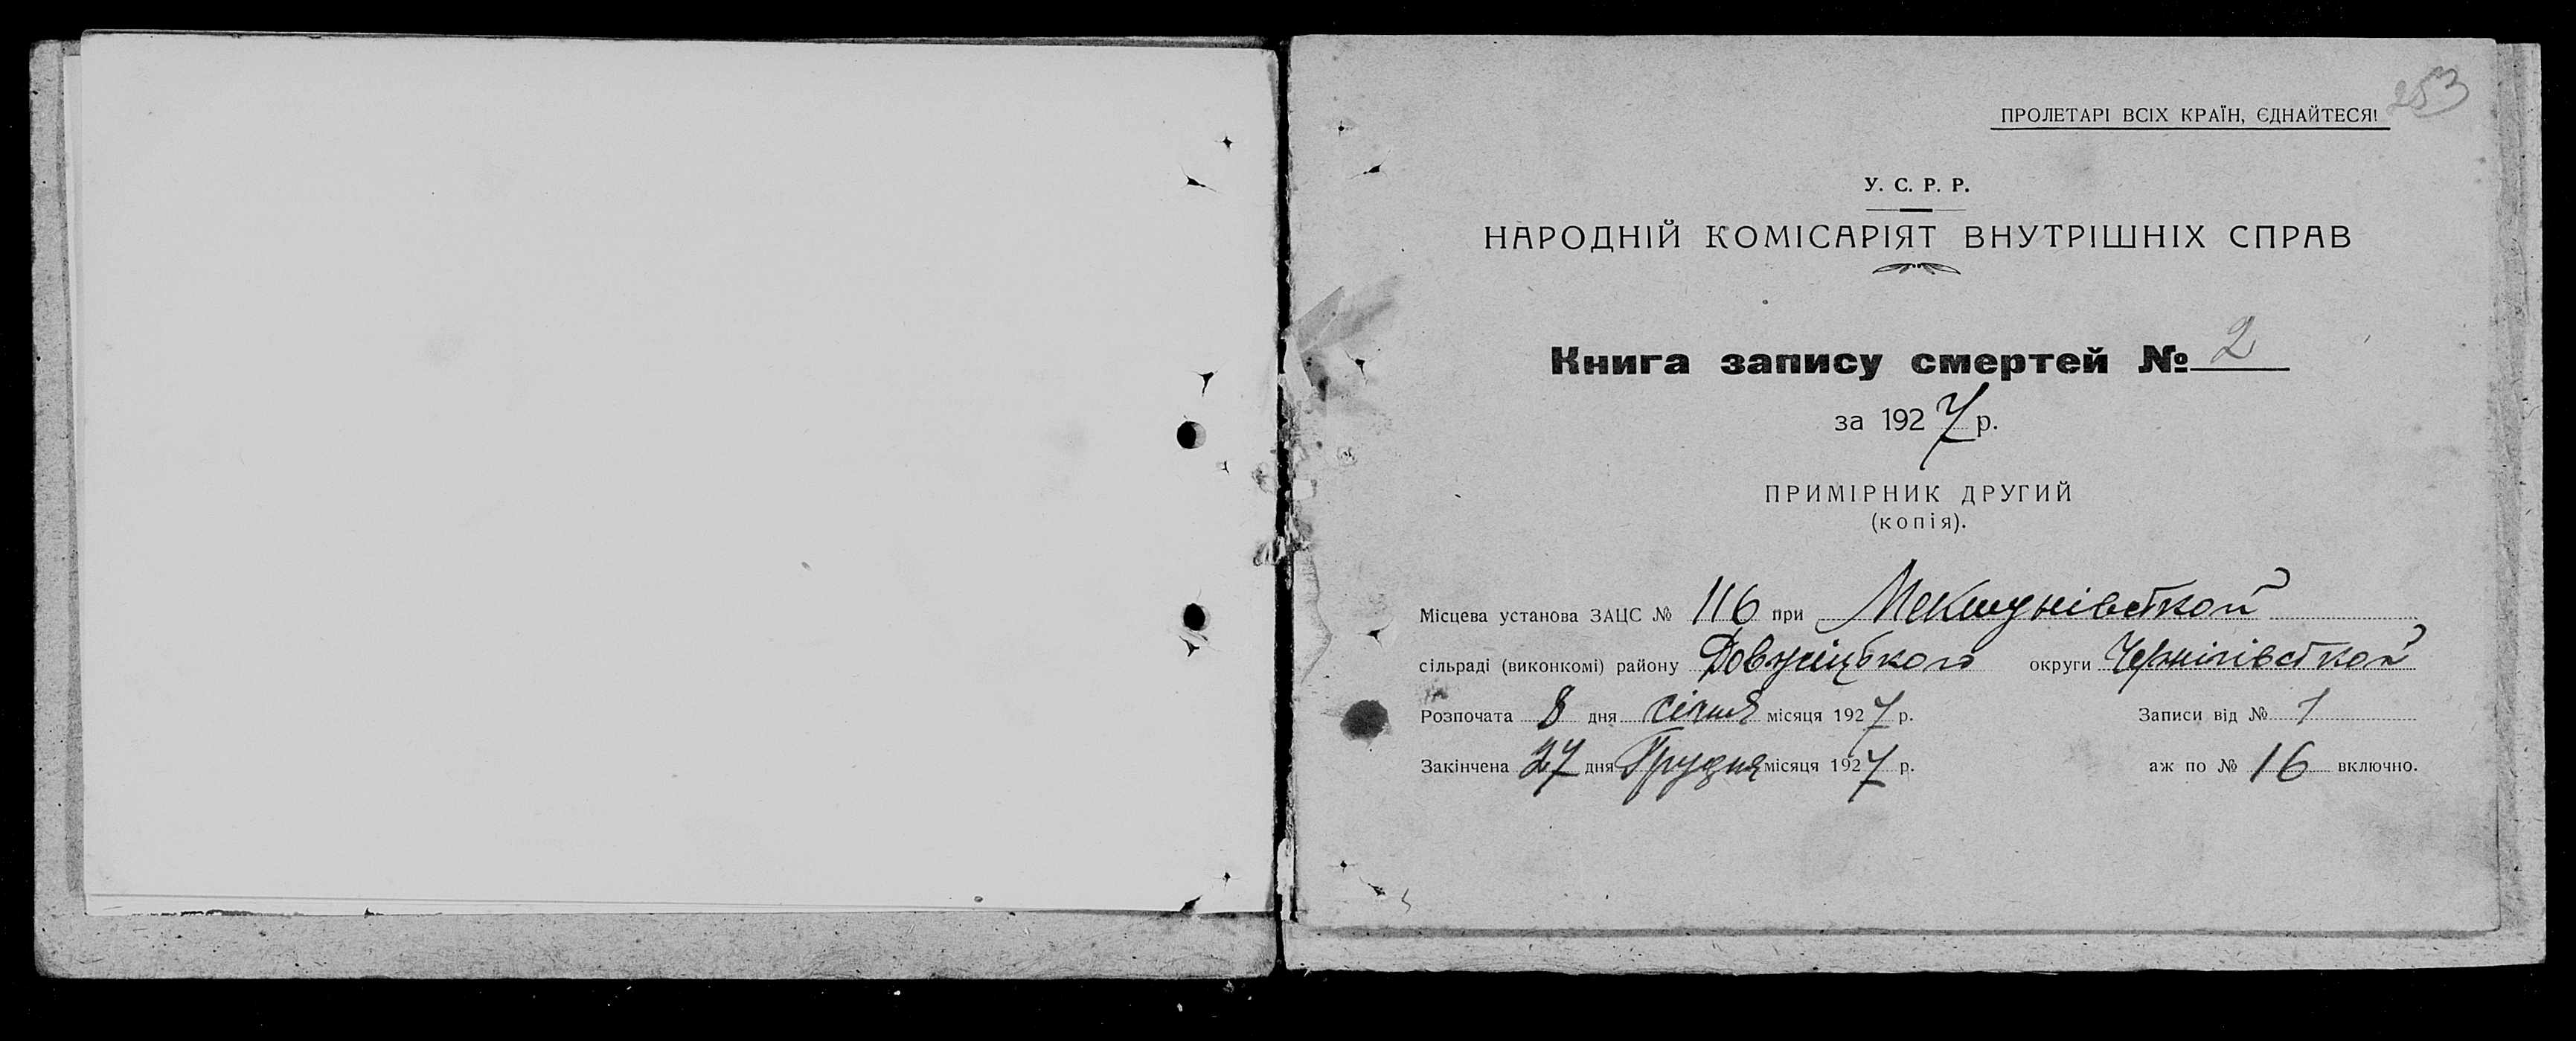 253
ПРОЛЕТАРІ ВСІХ КРАЇН, ЄДНАЙТЕСЯ!
У. С. Р. Р.
НАРОДНІЙ КОМІСАРІЯТ ВНУТРІШНІХ СПРАВ
Книга запису смертей № 2
за 1927 р.
ПРИМІРНИК ДРУГИЙ
(копія).
Місцева установа ЗАЦС № 116 при Мекшунівській
сільраді (виконкомі) району Довжицького округи Чернігівської
Розпочата 8 дня Січня місяця 1927 р. Записи від № 1
Закінчена 27 дня Грудня місяця 1927 р. аж по № 16 включно.